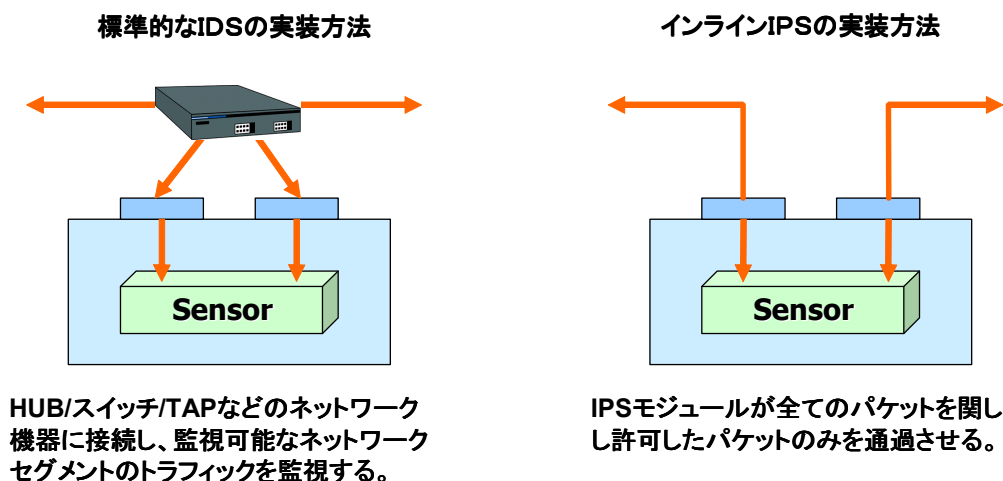 標準的なIDSの実装方法
インラインIPSの実装方法
Sensor
Sensor
HUB/スイッチ/TAPなどのネットワーク
機器に接続し、監視可能なネットワーク
セグメントのトラフィックを監視する。
IPSモジュールが全てのパケットを関し
し許可したパケットのみを通過させる。